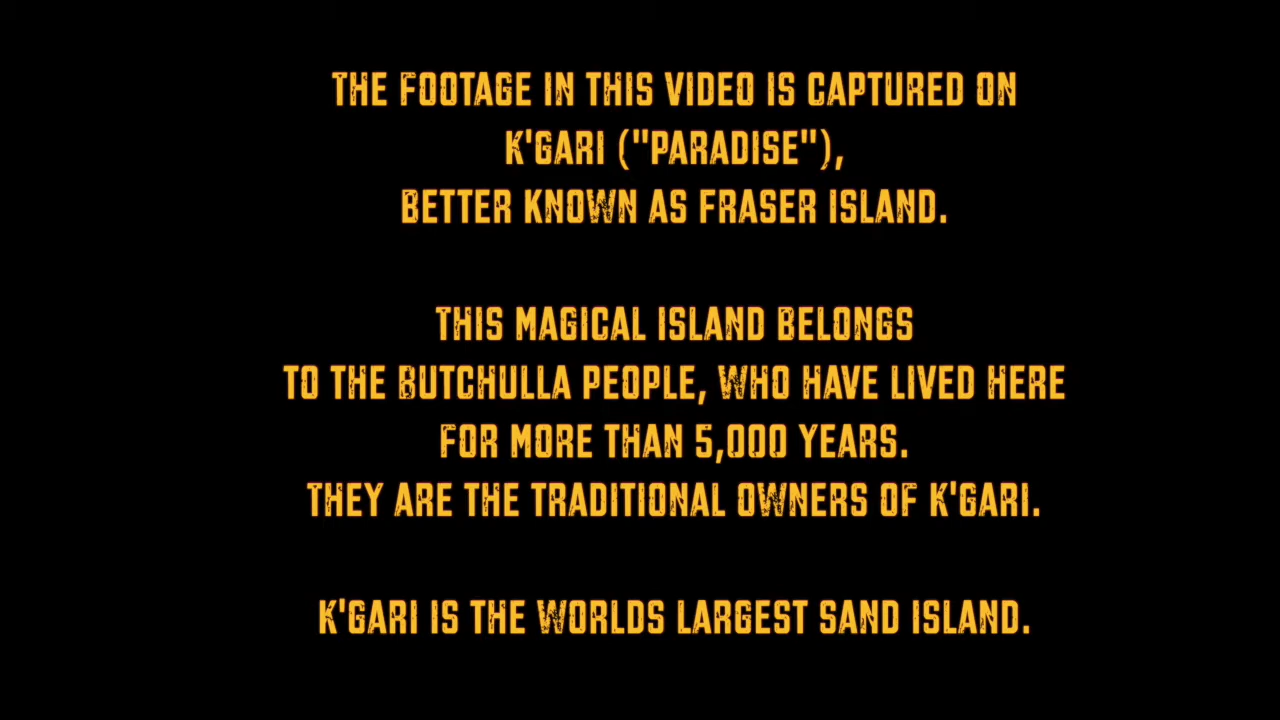 THE FOOTAGE IN THIS VIDEO IS CAPTURED ON
K'GARI ("PARADISE"),
BETTER KNOWN AS FRASER ISLAND.
THIS MAGICAL ISLAND BELONGS
TO THE BUTCHULLA PEOPLE, WHO HAVE LIVED HERE
FOR MORE THAN 5,000 YEARS.
THEY ARE THE TRADITIONAL OWNERS OF K'GARI.
K'GARI IS THE WORLDS LARGEST SAND ISLAND.